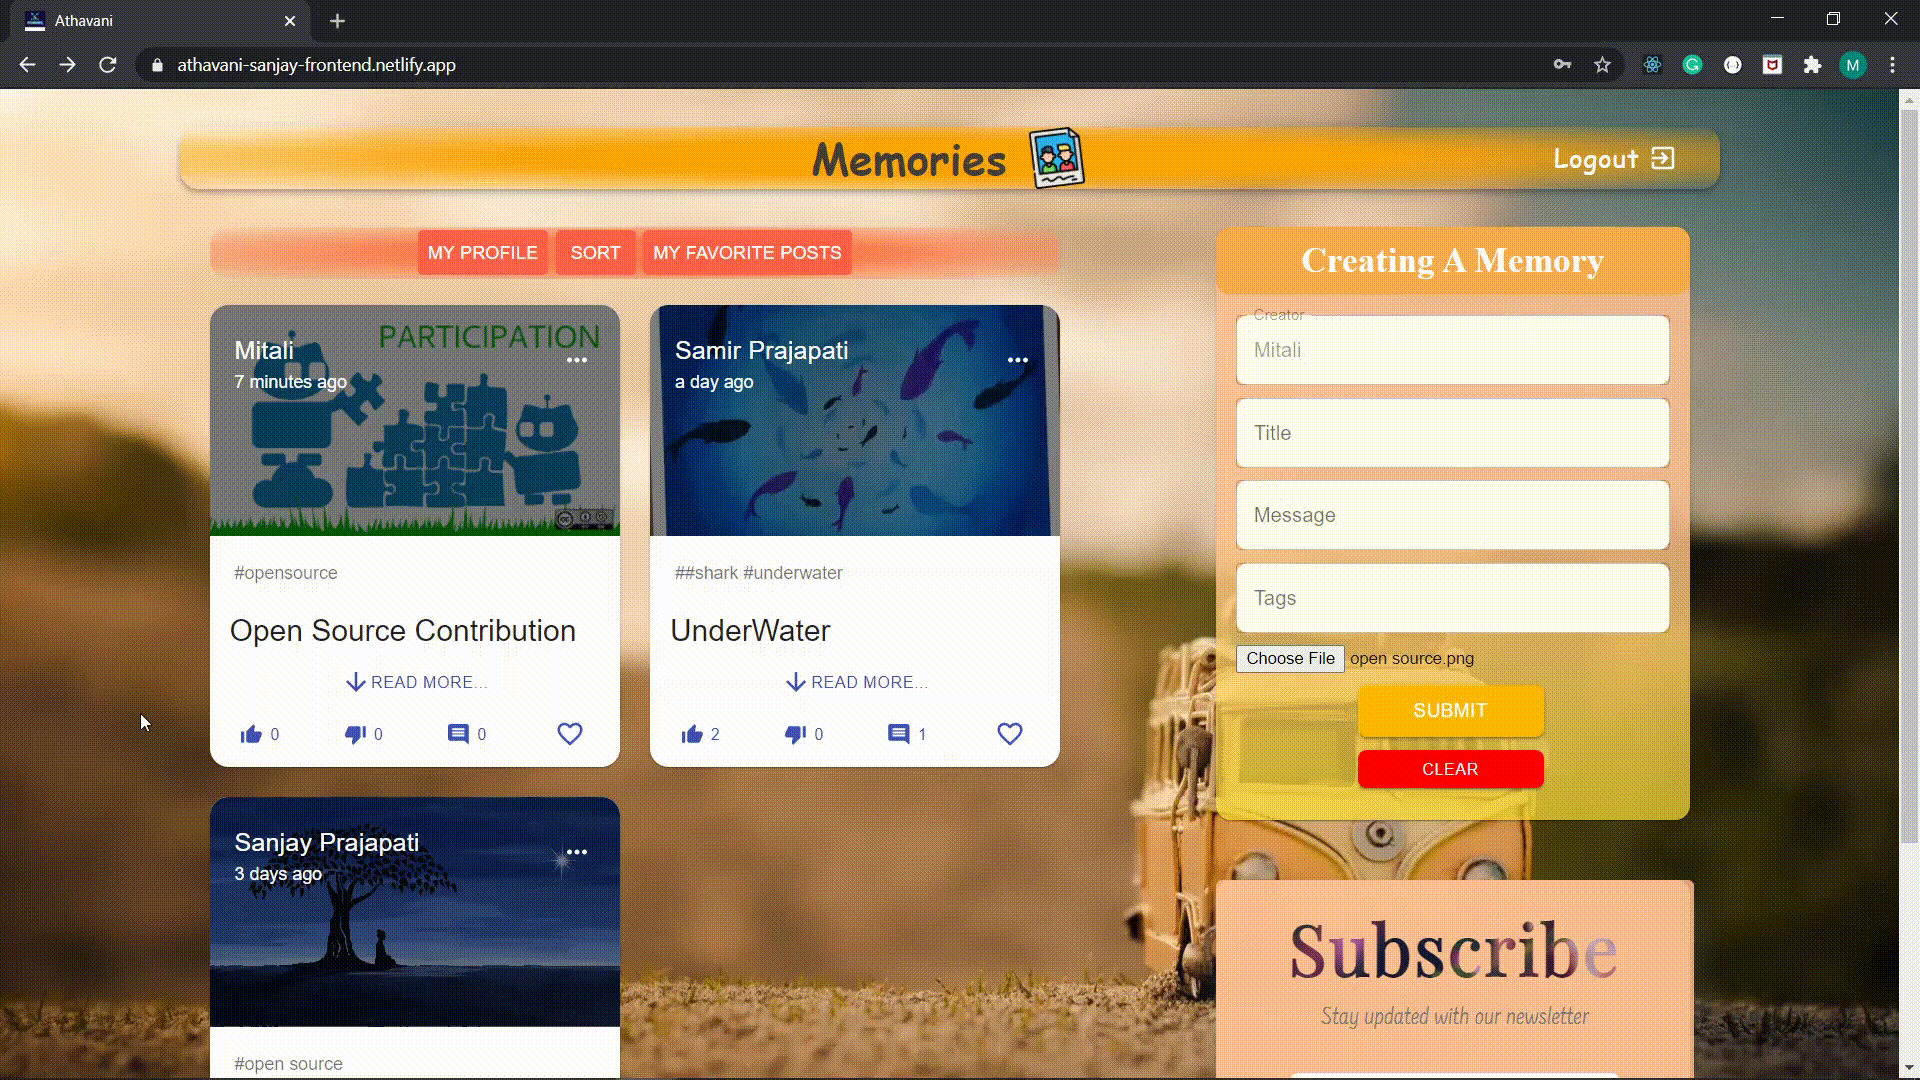 Athavani
athavani-sanjay-frontend.netlify.app
M
Memories
Logout
MY PROFILE
SORT
MY FAVORITE POSTS
PARTICIPATION
Mitali
7 minutes ago
#opensource
Open Source Contribution
READ MORE...
0
0
0
Samir Prajapati
a day ago
##shark #underwater
UnderWater
READ MORE...
2
0
1
Sanjay Prajapati
3 days ago
#open source
Creating A Memory
Creator
Mitali
Title
Message
Tags
Choose File open source.png
SUBMIT
CLEAR
Subscribe
Stay updated with our newsletter